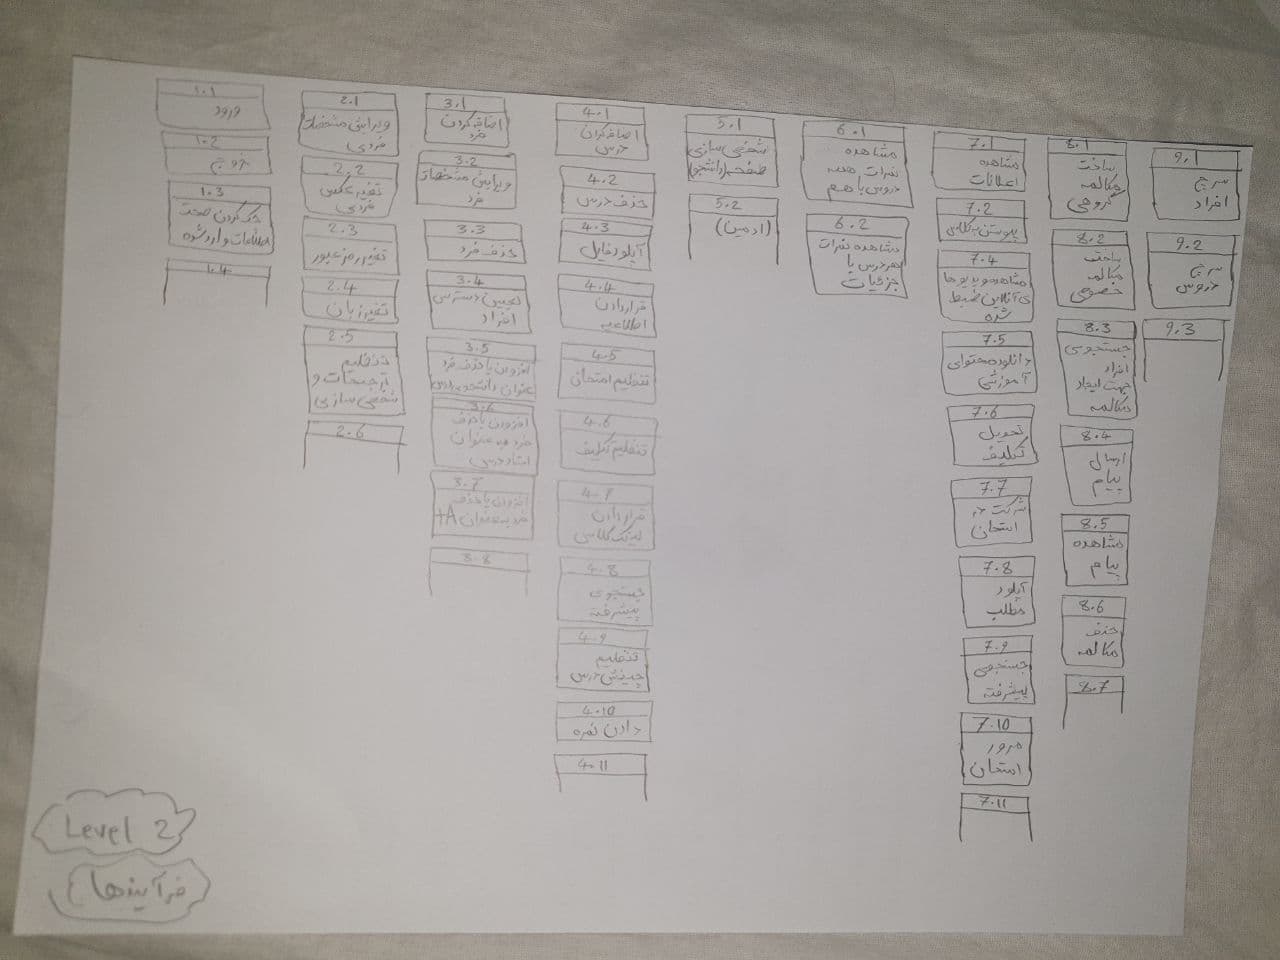 1.1
ورود
1.2
خروج
1.3
چک کردن صحت
اطلاعات وارد شده
1.4
2.1
ویرایش مشخصات
فردی
2.2
تغیر عکس
فردی
2.3
تغیر رمز عبور
2.4
تغیر زبان
2.5
تنظیم
ترجیحات و
شخصی سازی
2.6
3.1
اضافه کردن
فرد
3.2
ویرایش مشخصات
فرد
3.3
حذف فرد
3.4
تعیین دسترسی
افراد
3.5
افزودن یا حذف فرد
بعنوان دانشجو به درس
3.6
افزودن یا حذف
فرد به عنوان
استاد درس
3.7
افزودن یا حذف
فرد به عنوان TA
3.8
4.1
اضافه کردن
درس
4.2
حذف درس
4.3
آپلود فایل
4.4
قرار دادن
اطلاعیه
4.5
تنظیم امتحان
4.6
تنظیم تکلیف
4.7
قرار دادن
لینک کلاس
4.8
جستجوی
پیشرفته
4.9
تنظیم
چینش درس
4.10
دادن نمره
4.11
5.1
شخصی سازی
صفحه (دانشجو)
5.2
(ادمین)
6.1
مشاهده
نمرات همه
دروس با هم
6.2
مشاهده نمرات
هر درس با
جزئیات
7.1
مشاهده
اعلانات
7.2
پیوستن به کلاس
7.4
مشاهده ویدیوها
ی آنلاین ضبط
شده
7.5
دانلود محتوای
آموزشی
7.6
تحویل
تکلیف
7.7
شرکت در
امتحان
7.8
آپلود
مطلب
7.9
جستجوی
پیشرفته
7.10
مرور
امتحان
7.11
8.1
ساخت
مکالمه
گروهی
8.2
ساخت
مکالمه
خصوصی
8.3
جستجوی
افراد
جهت ایجاد
مکالمه
8.4
ارسال
پیام
8.5
مشاهده
پیام
8.6
حذف
مکالمه
8.7
9.1
سرچ
افراد
9.2
سرچ
دروس
9.3
Level 2
فرآیندها